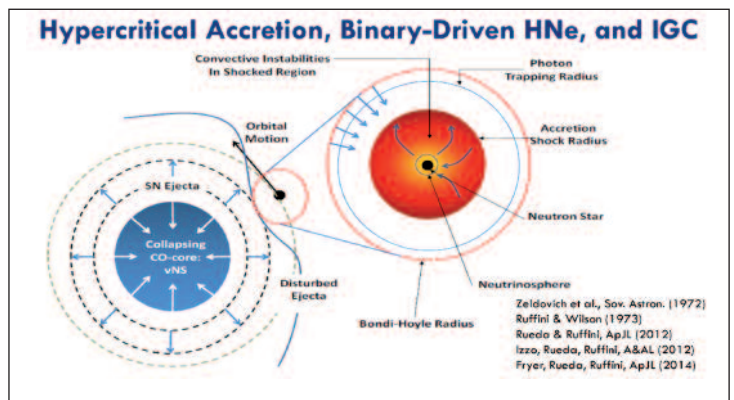 Hypercritical Accretion, Binary-Driven HNe, and IGC
Convective Instabilities
In Shocked Region
Photon
Trapping Radius
Orbital
Motion
Accretion
Shock Radius
SN Ejecta
Neutron Star
Collapsing
CO-core:
νNS
Disturbed
Ejecta
Neutrinosphere
Bondi-Hoyle Radius
Zeldovich et al., Sov. Astron. (1972)
Ruffini & Wilson (1973)
Rueda & Ruffini, ApJL (2012)
Izzo, Rueda, Ruffini, A&AL (2012)
Fryer, Rueda, Ruffini, ApJL (2014)